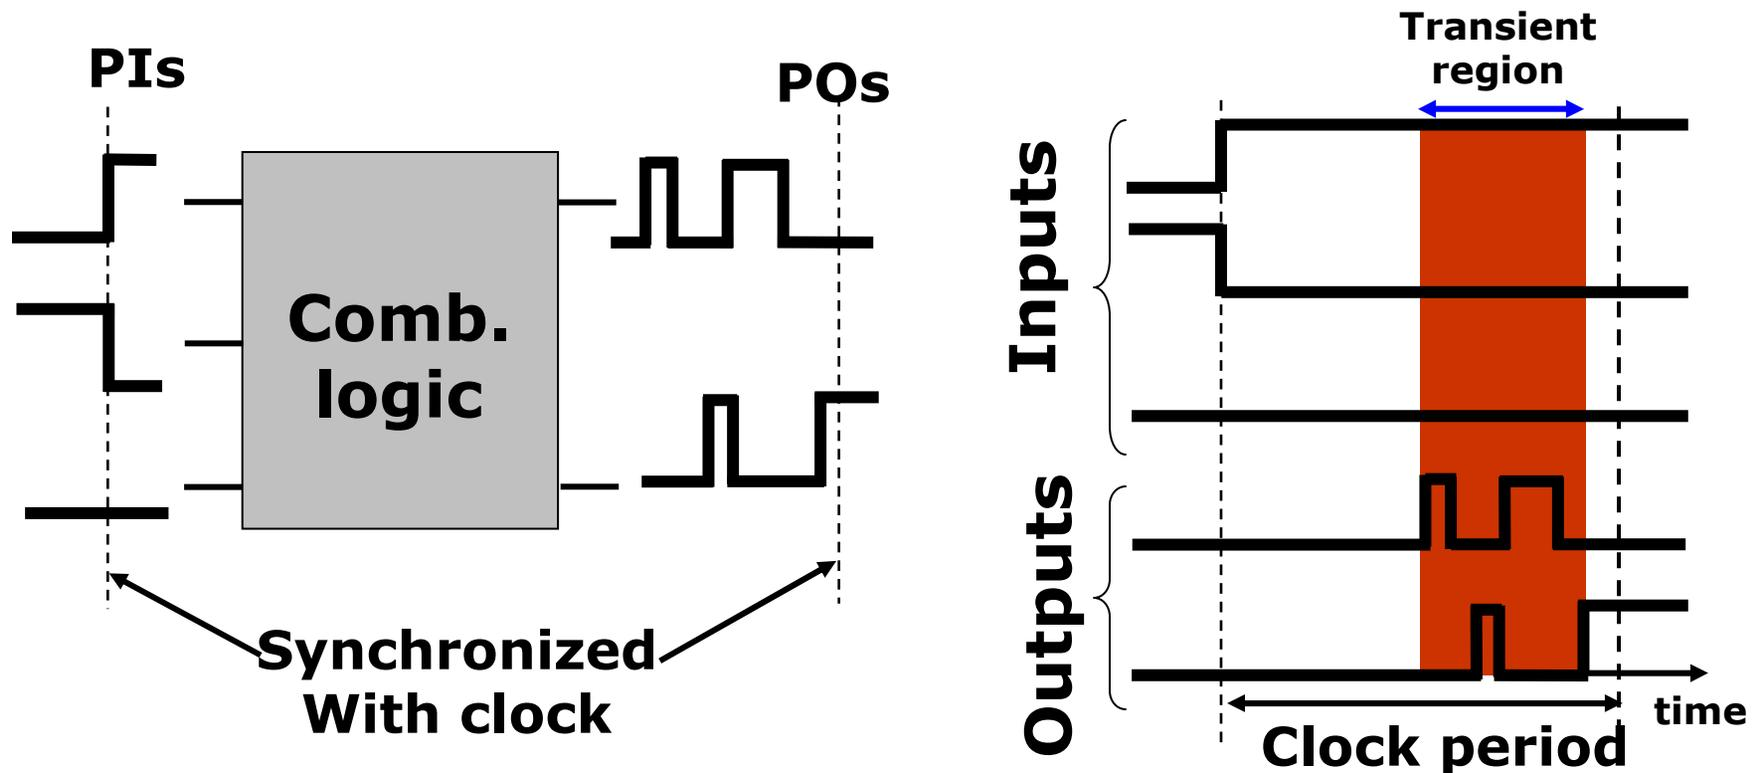 PIs
POs
Comb.
logic
Synchronized
With clock
Transient
region
Inputs
Outputs
time
Clock period